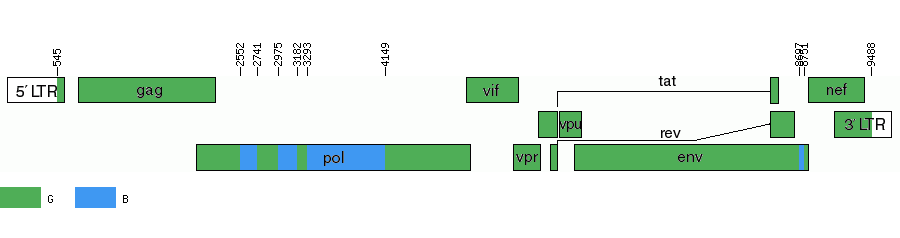 545
2552
2741
2975
3182
3293
4149
8751
9488
tat
5′ LTR
gag
vif
nef
vpu
rev
3′ LTR
pol
vpr
env
G
B